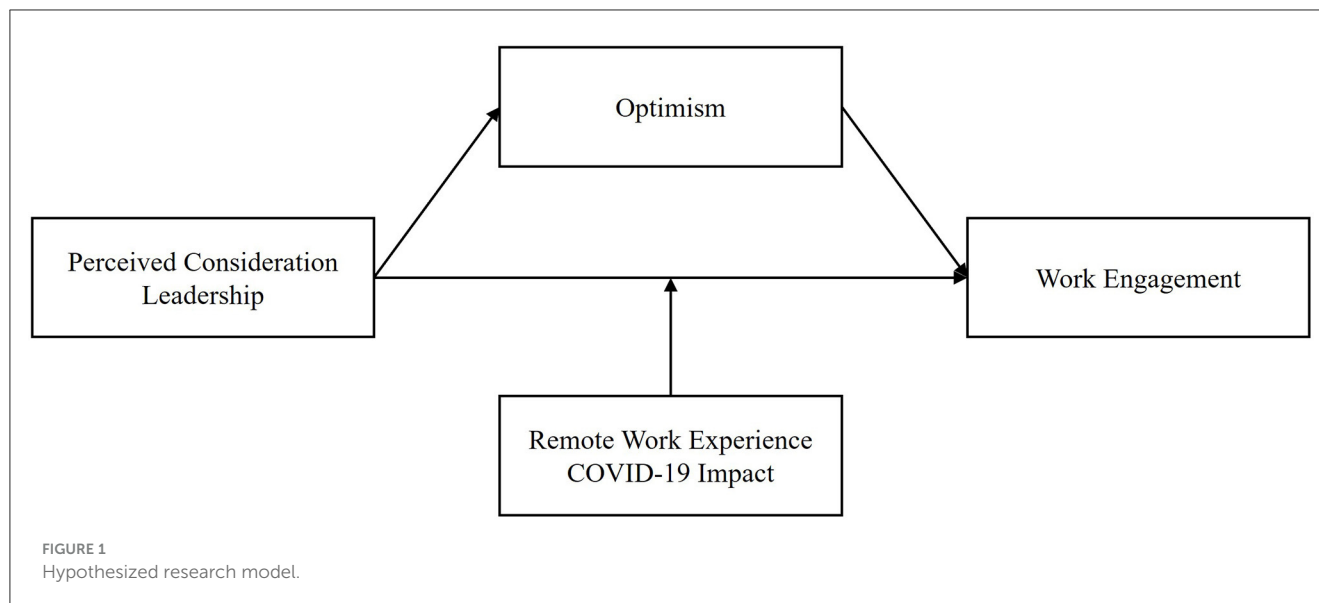 Optimism
Perceived Consideration
Leadership
Work Engagement
Remote Work Experience
COVID-19 Impact
FIGURE 1
Hypothesized research model.